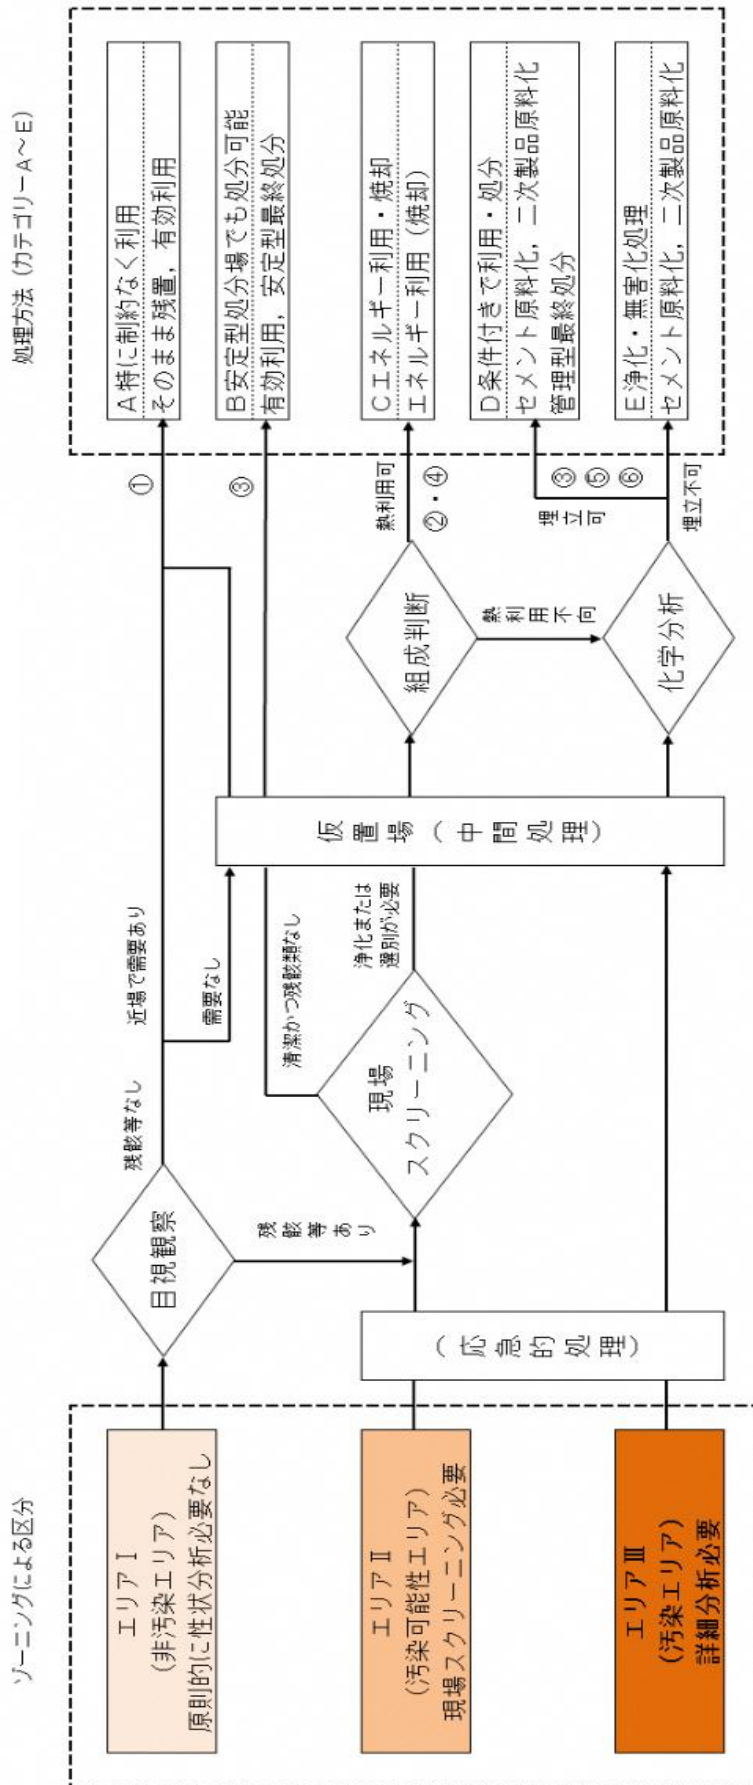 ゾーニングによる区分
処理方法（カテゴリーA～E）
エリアⅠ
（非汚染エリア）
原則的に性状分析必要なし
エリアⅡ
（汚染可能性エリア）
現場スクリーニング必要
エリアⅢ
（汚染エリア）
詳細分析必要
目視観察
残骸等なし
残骸等あり
（応急的処理）
近場で需要あり
需要なし
現場
スクリーニング
清潔かつ残骸類なし
浄化または
選別が必要
仮置場（中間処理）
組成判断
熱利用不向
化学分析
①
③
熱利用可
②・④
埋立可
③
⑤
⑥
埋立不可
A特に制約なく利用
そのまま残置，有効利用
B安定型処分場でも処分可能
有効利用，安定型最終処分
Cエネルギー利用・焼却
エネルギー利用（焼却）
D条件付きで利用・処分
セメント原料化，二次製品原料化
管理型最終処分
E浄化・無害化処理
セメント原料化，二次製品原料化